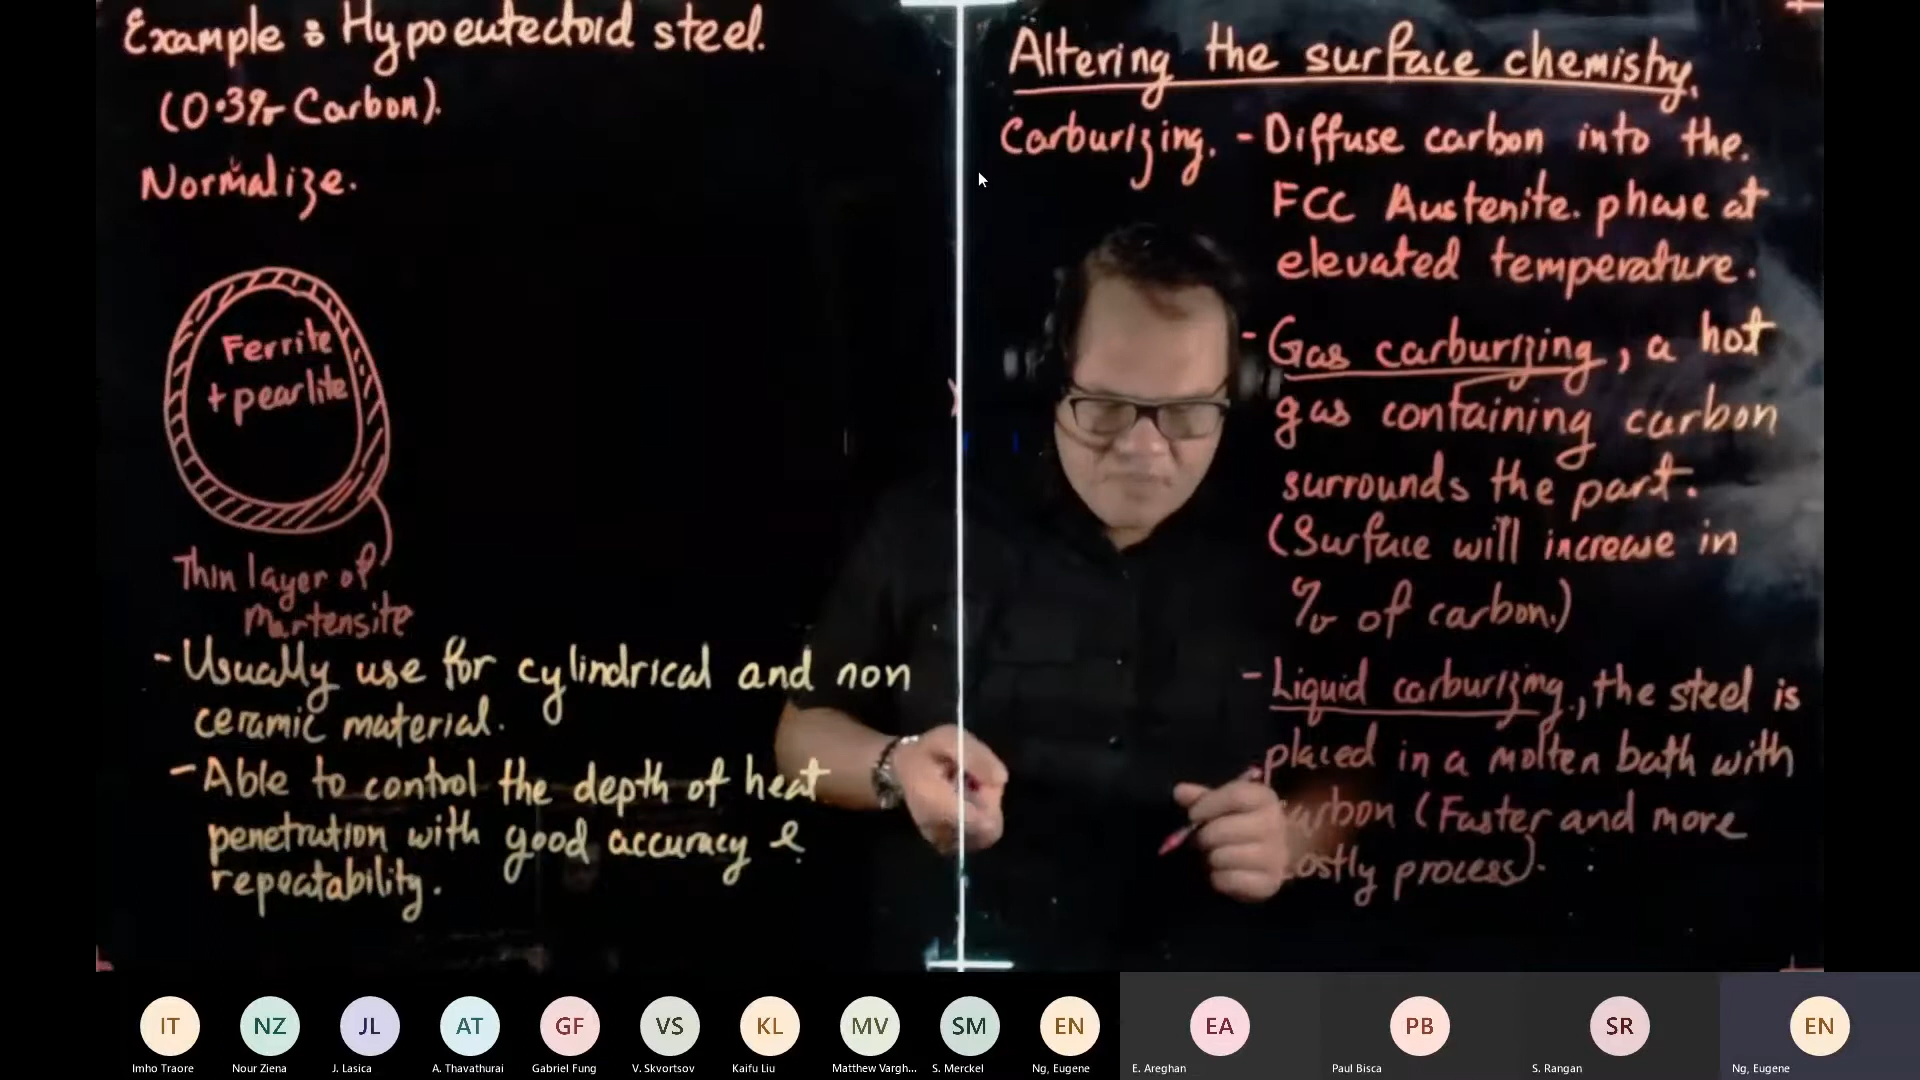 Example : Hypoeutectoid steel.
(0.3% Carbon).
Normalize.
Ferrite
+ pearlite
Thin layer of
Martensite
- Usually use for cylindrical and non
ceramic material.
- Able to control the depth of heat
penetration with good accuracy &
repeatability.
Altering the surface chemistry.
Carburizing. - Diffuse carbon into the.
FCC Austenite. phase at
elevated temperature.
- Gas carburizing, a hot
gas containing carbon
surrounds the part.
(Surface will increase in
% of carbon.)
- Liquid carburizing, the steel is
placed in a molten bath with
carbon (Faster and more
costly process).
IT NZ JL AT GF VS KL MV SM EN EA PB SR EN
Imho Traore Nour Ziena J. Lasica A. Thavathurai Gabriel Fung V. Skvortsov Kaifu Liu Matthew Vargh... S. Merckel Ng, Eugene E. Areghan Paul Bisca S. Rangan Ng, Eugene